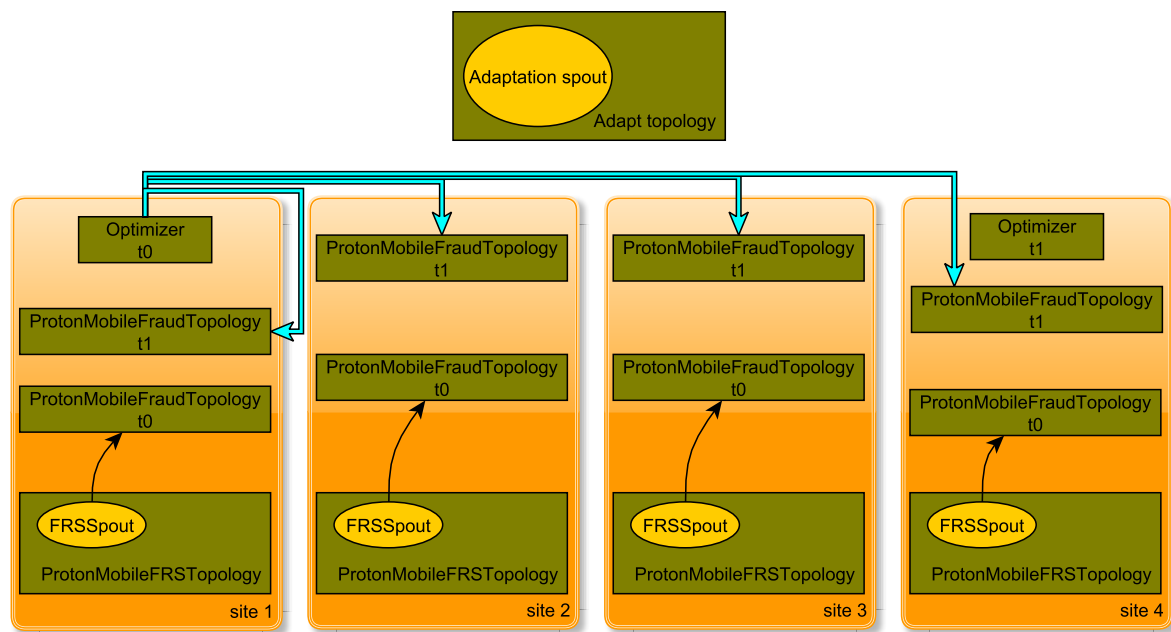 Adaptation spout
Adapt topology
Optimizer
t0
ProtonMobileFraudTopology
t1
ProtonMobileFraudTopology
t0
FRSSpout
ProtonMobileFRSTopology
site 1
ProtonMobileFraudTopology
t1
ProtonMobileFraudTopology
t0
FRSSpout
ProtonMobileFRSTopology
site 2
ProtonMobileFraudTopology
t1
ProtonMobileFraudTopology
t0
FRSSpout
ProtonMobileFRSTopology
site 3
Optimizer
t1
ProtonMobileFraudTopology
t1
ProtonMobileFraudTopology
t0
FRSSpout
ProtonMobileFRSTopology
site 4